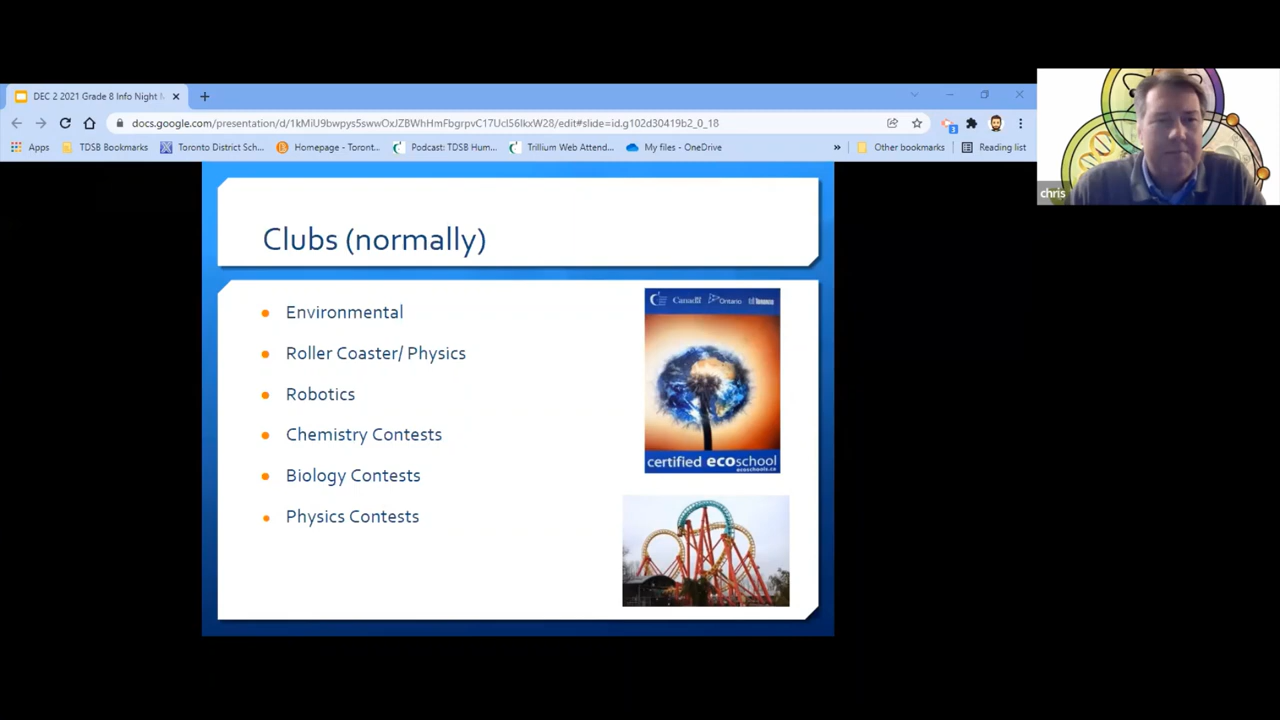 DEC 2 2021 Grade 8 Info Night
docs.google.com/presentation/d/1kMiU9bwpys5swwOxJZBWhHmFbgrpvC17Ucl56IkxW28/edit#slide=id.g102d30419b2_0_18
3
Apps
TDSB Bookmarks
Toronto District Sch...
Homepage - Toront...
Podcast: TDSB Hum...
Trillium Web Attend...
My files - OneDrive
»
Other bookmarks
Reading list
chris
Clubs (normally)
Environmental
Roller Coaster/ Physics
Robotics
Chemistry Contests
Biology Contests
Physics Contests
Canada
Ontario
certified ecoschool
ecoschools.ca